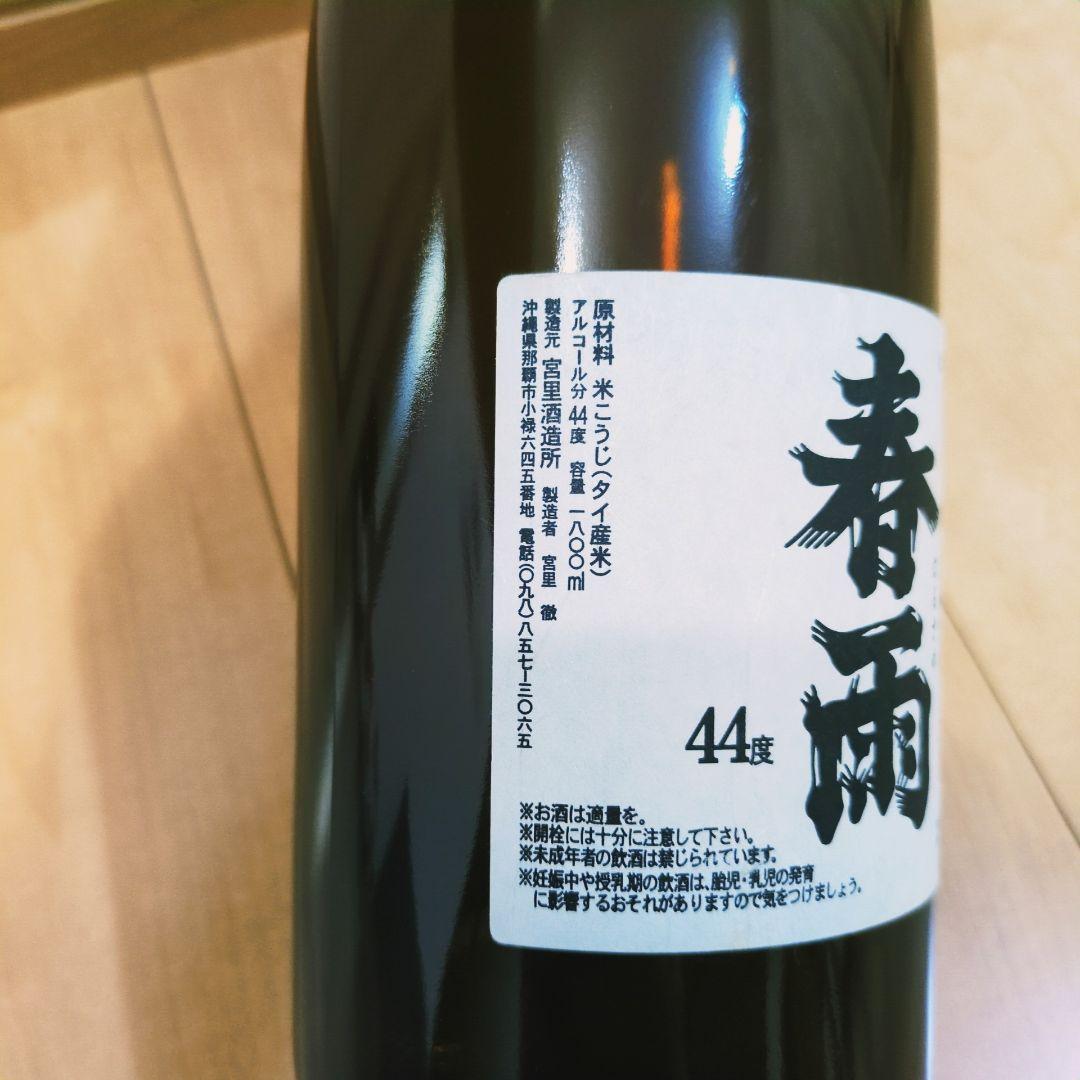 春雨
44度
原材料 米こうじ(タイ産米)
アルコール分 44度 容量 一八〇〇ml
製造元 宮里酒造所 製造者 宮里 徹
沖縄県那覇市小禄六四五番地 電話(〇九八)八五七ー三〇六五
※お酒は適量を。
※開栓には十分に注意して下さい。
※未成年者の飲酒は禁じられています。
※妊娠中や授乳期の飲酒は、胎児・乳児の発育
に影響するおそれがありますので気をつけましょう。